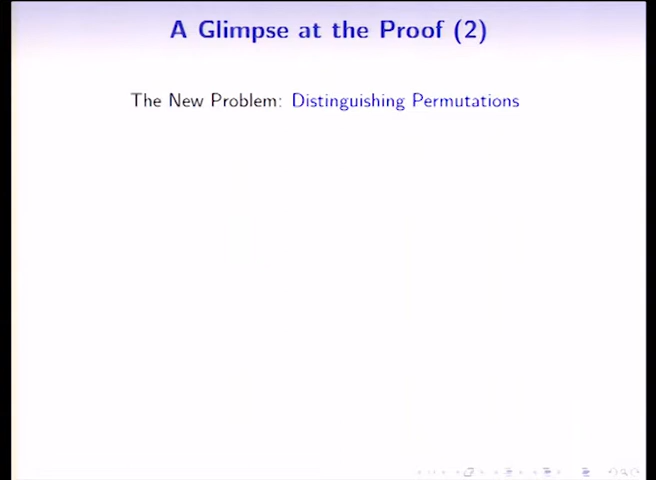 A Glimpse at the Proof (2)
The New Problem: Distinguishing Permutations